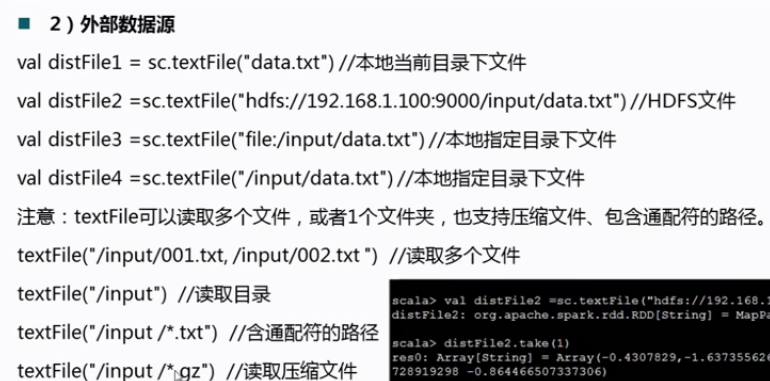 2）外部数据源
val distFile1 = sc.textFile("data.txt") //本地当前目录下文件
val distFile2 =sc.textFile("hdfs://192.168.1.100:9000/input/data.txt") //HDFS文件
val distFile3 =sc.textFile("file:/input/data.txt") //本地指定目录下文件
val distFile4 =sc.textFile("/input/data.txt") //本地指定目录下文件
注意：textFile可以读取多个文件，或者1个文件夹，也支持压缩文件、包含通配符的路径。
textFile("/input/001.txt, /input/002.txt ")  //读取多个文件
textFile("/input")  //读取目录
textFile("/input /*.txt")  //含通配符的路径
textFile("/input /*.gz")  //读取压缩文件
scala> val distFile2 =sc.textFile("hdfs://192.168.1
distFile2: org.apache.spark.rdd.RDD[String] = MapPa
scala> distFile2.take(1)
res0: Array[String] = Array(-0.4307829,-1.637355626
728919298 -0.864466507337306)